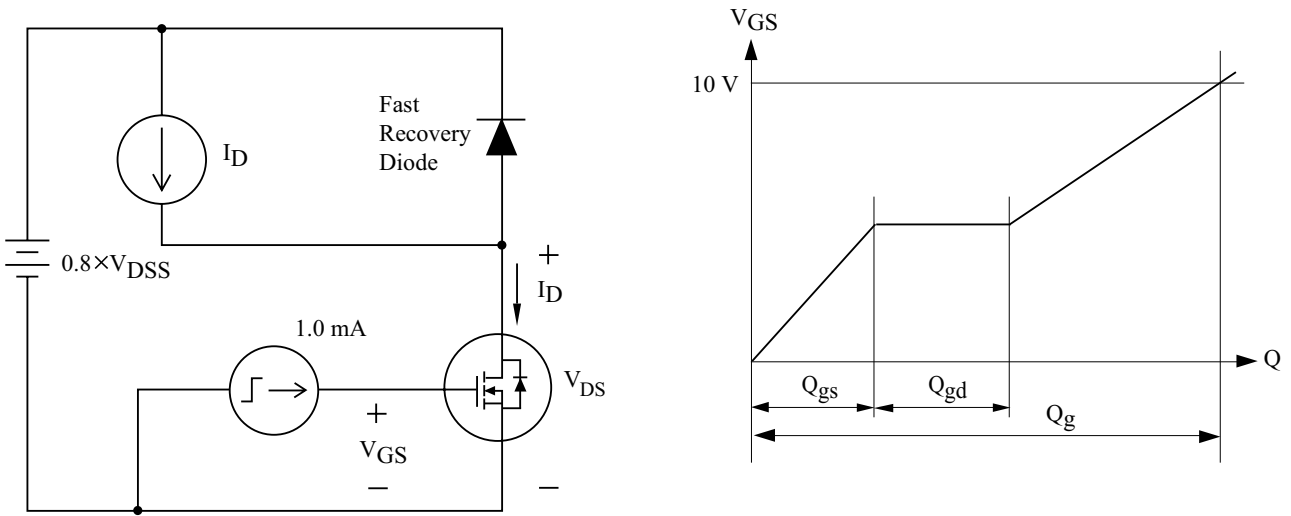 Fast
Recovery
Diode
I_D
0.8×V_DSS
+
I_D
1.0 mA
V_DS
+
V_GS
−
−
V_GS
10 V
Q
Q_gs
Q_gd
Q_g